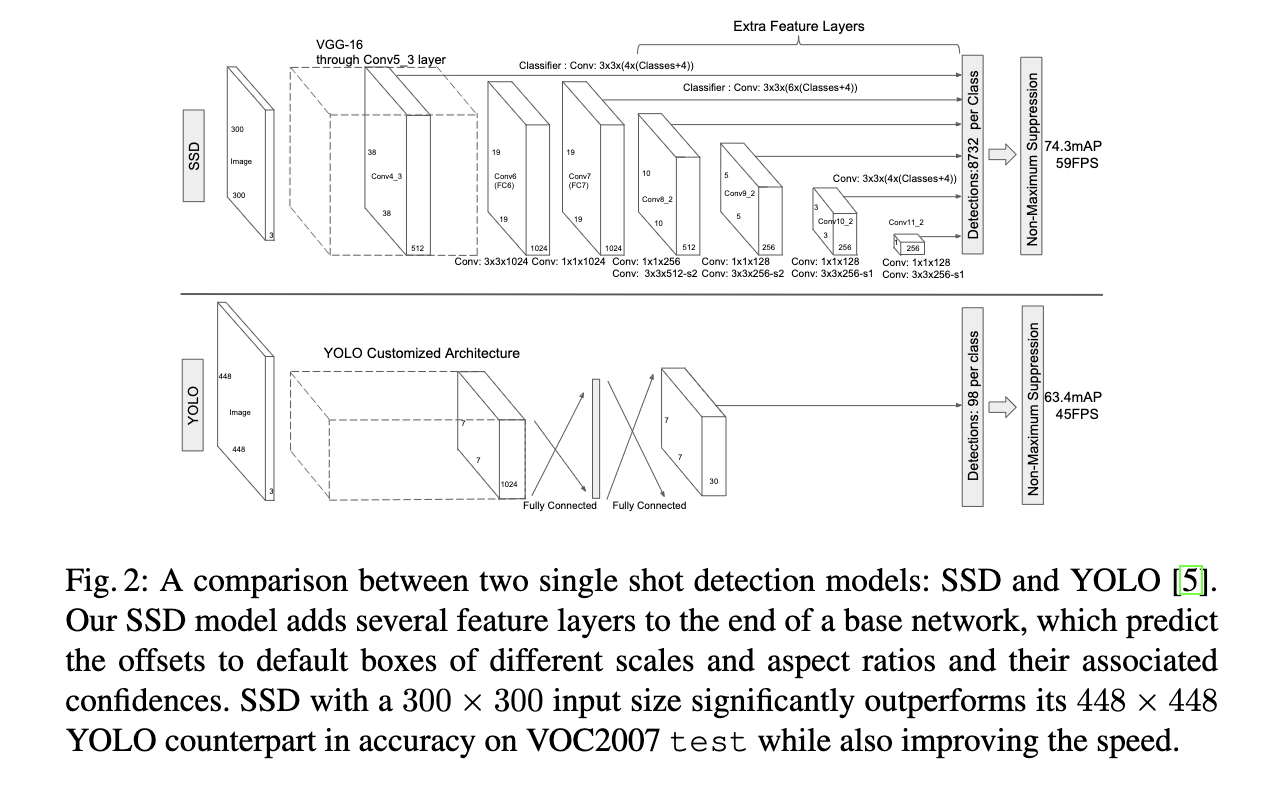 Extra Feature Layers
VGG-16
through Conv5_3 layer
Classifier : Conv: 3x3x(4x(Classes+4))
Classifier : Conv: 3x3x(6x(Classes+4))
SSD
300
Image
300
3
38
Conv4_3
38
512
19
Conv6
(FC6)
19
1024
19
Conv7
(FC7)
19
1024
10
Conv8_2
10
512
5
Conv9_2
5
256
Conv: 3x3x(4x(Classes+4))
3
Conv10_2
3
256
Conv11_2
1
256
Conv: 3x3x1024
Conv: 1x1x1024
Conv: 1x1x256
Conv: 3x3x512-s2
Conv: 1x1x128
Conv: 3x3x256-s2
Conv: 1x1x128
Conv: 3x3x256-s1
Conv: 1x1x128
Conv: 3x3x256-s1
Detections:8732 per Class
Non-Maximum Suppression
74.3mAP
59FPS
YOLO
448
Image
448
3
YOLO Customized Architecture
7
7
1024
Fully Connected
Fully Connected
7
7
30
Detections: 98 per class
Non-Maximum Suppression
63.4mAP
45FPS
Fig. 2: A comparison between two single shot detection models: SSD and YOLO [5].
Our SSD model adds several feature layers to the end of a base network, which predict
the offsets to default boxes of different scales and aspect ratios and their associated
confidences. SSD with a 300 × 300 input size significantly outperforms its 448 × 448
YOLO counterpart in accuracy on VOC2007 test while also improving the speed.